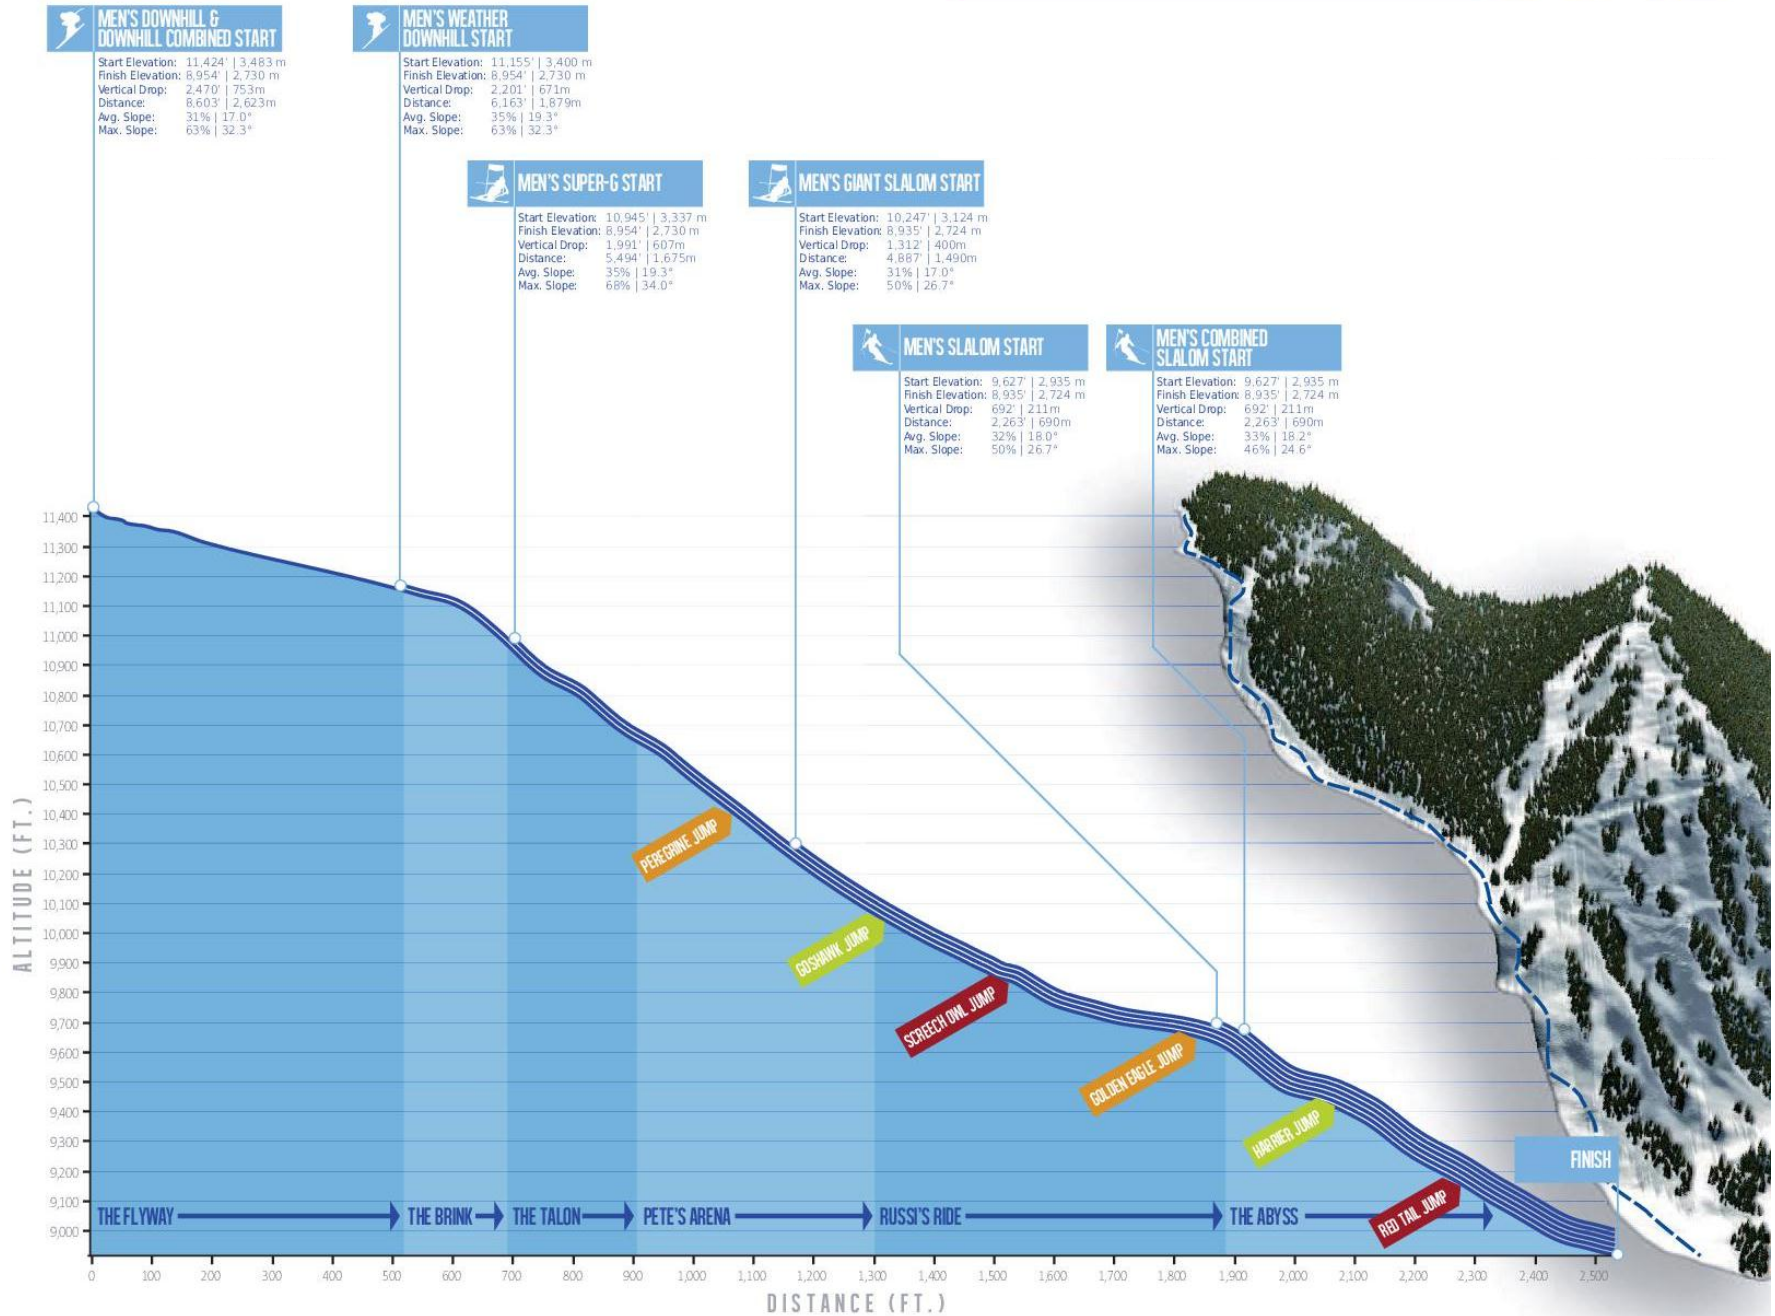 MEN'S DOWNHILL &
DOWNHILL COMBINED START
Start Elevation: 11,424' | 3,483 m
Finish Elevation: 8,954' | 2,730 m
Vertical Drop: 2,470' | 753m
Distance: 8,603' | 2,623m
Avg. Slope: 31% | 17.0°
Max. Slope: 63% | 32.3°
MEN'S WEATHER
DOWNHILL START
Start Elevation: 11,155' | 3,400 m
Finish Elevation: 8,954' | 2,730 m
Vertical Drop: 2,201' | 671m
Distance: 6,163' | 1,879m
Avg. Slope: 35% | 19.3°
Max. Slope: 63% | 32.3°
MEN'S SUPER-G START
Start Elevation: 10,945' | 3,337 m
Finish Elevation: 8,954' | 2,730 m
Vertical Drop: 1,991' | 607m
Distance: 5,494' | 1,675m
Avg. Slope: 35% | 19.3°
Max. Slope: 68% | 34.0°
MEN'S GIANT SLALOM START
Start Elevation: 10,247' | 3,124 m
Finish Elevation: 8,935' | 2,724 m
Vertical Drop: 1,312' | 400m
Distance: 4,887' | 1,490m
Avg. Slope: 31% | 17.0°
Max. Slope: 50% | 26.7°
MEN'S SLALOM START
Start Elevation: 9,627' | 2,935 m
Finish Elevation: 8,935' | 2,724 m
Vertical Drop: 692' | 211m
Distance: 2,263' | 690m
Avg. Slope: 32% | 18.0°
Max. Slope: 50% | 26.7°
MEN'S COMBINED
SLALOM START
Start Elevation: 9,627' | 2,935 m
Finish Elevation: 8,935' | 2,724 m
Vertical Drop: 692' | 211m
Distance: 2,263' | 690m
Avg. Slope: 33% | 18.2°
Max. Slope: 46% | 24.6°
ALTITUDE (FT.)
11,400
11,300
11,200
11,100
11,000
10,900
10,800
10,700
10,600
10,500
10,400
10,300
10,200
10,100
10,000
9,900
9,800
9,700
9,600
9,500
9,400
9,300
9,200
9,100
9,000
PEREGRINE JUMP
GOSHAWK JUMP
SCREECH OWL JUMP
GOLDEN EAGLE JUMP
HARRIER JUMP
RED TAIL JUMP
FINISH
THE FLYWAY THE BRINK THE TALON PETE'S ARENA RUSSI'S RIDE THE ABYSS
0 100 200 300 400 500 600 700 800 900 1,000 1,100 1,200 1,300 1,400 1,500 1,600 1,700 1,800 1,900 2,000 2,100 2,200 2,300 2,400 2,500
DISTANCE (FT.)